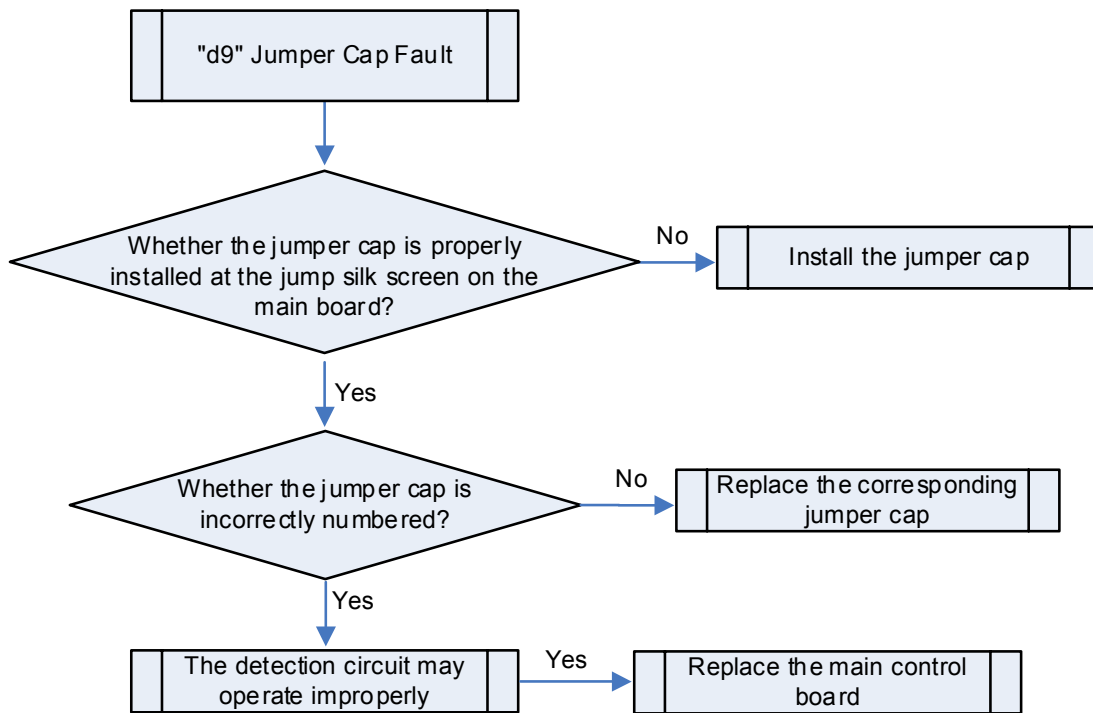 "d9" Jumper Cap Fault
Whether the jumper cap is properly
installed at the jump silk screen on the
main board?
No
Install the jumper cap
Yes
Whether the jumper cap is
incorrectly numbered?
No
Replace the corresponding
jumper cap
Yes
The detection circuit may
operate improperly
Yes
Replace the main control
board